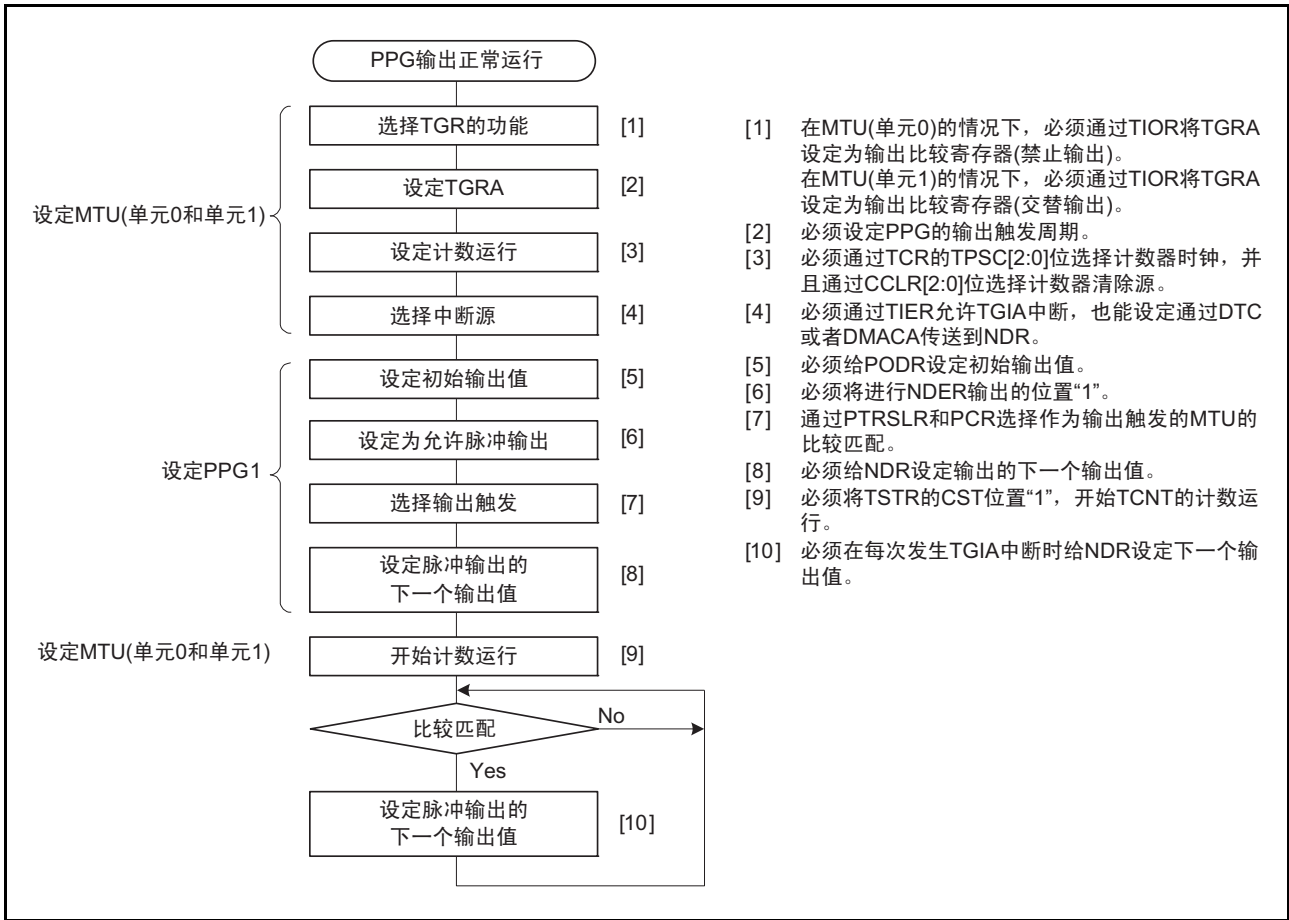 PPG输出正常运行
选择TGR的功能
[1]
设定TGRA
[2]
设定MTU(单元0和单元1)
设定计数运行
[3]
选择中断源
[4]
设定初始输出值
[5]
设定为允许脉冲输出
[6]
设定PPG1
选择输出触发
[7]
设定脉冲输出的
下一个输出值
[8]
设定MTU(单元0和单元1)
开始计数运行
[9]
比较匹配
No
Yes
设定脉冲输出的
下一个输出值
[10]
[1] 在MTU(单元0)的情况下，必须通过TIOR将TGRA
设定为输出比较寄存器(禁止输出)。
在MTU(单元1)的情况下，必须通过TIOR将TGRA
设定为输出比较寄存器(交替输出)。
[2] 必须设定PPG的输出触发周期。
[3] 必须通过TCR的TPSC[2:0]位选择计数器时钟，并
且通过CCLR[2:0]位选择计数器清除源。
[4] 必须通过TIER允许TGIA中断，也能设定通过DTC
或者DMACA传送到NDR。
[5] 必须给PODR设定初始输出值。
[6] 必须将进行NDER输出的位置“1”。
[7] 通过PTRSLR和PCR选择作为输出触发的MTU的
比较匹配。
[8] 必须给NDR设定输出的下一个输出值。
[9] 必须将TSTR的CST位置“1”，开始TCNT的计数运
行。
[10] 必须在每次发生TGIA中断时给NDR设定下一个输
出值。